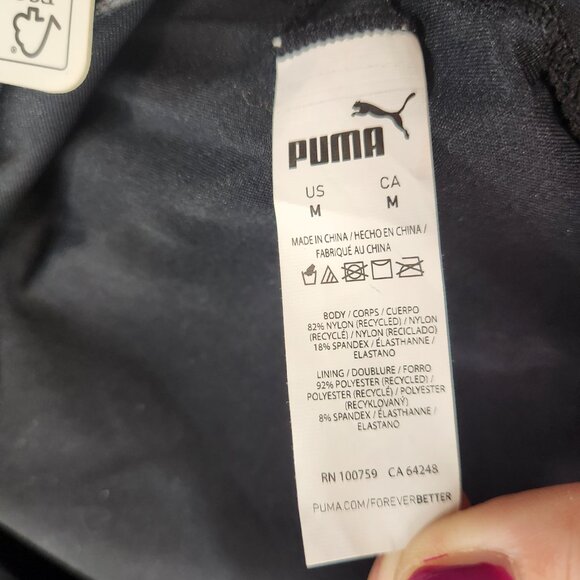 PUMA
US CA
M M
MADE IN CHINA / HECHO EN CHINA /
FABRIQUÉ AU CHINA
BODY / CORPS / CUERPO
82% NYLON (RECYCLED) / NYLON
(RECYCLÉ) / NYLON (RECICLADO)
18% SPANDEX / ÉLASTHANNE /
ELASTANO
LINING / DOUBLURE / FORRO
92% POLYESTER (RECYCLED) /
POLYESTER (RECYCLÉ) / POLYESTER
(RECYKLOVANÝ)
8% SPANDEX / ÉLASTHANNE /
ELASTANO
RN 100759 CA 64248
PUMA.COM/FOREVERBETTER